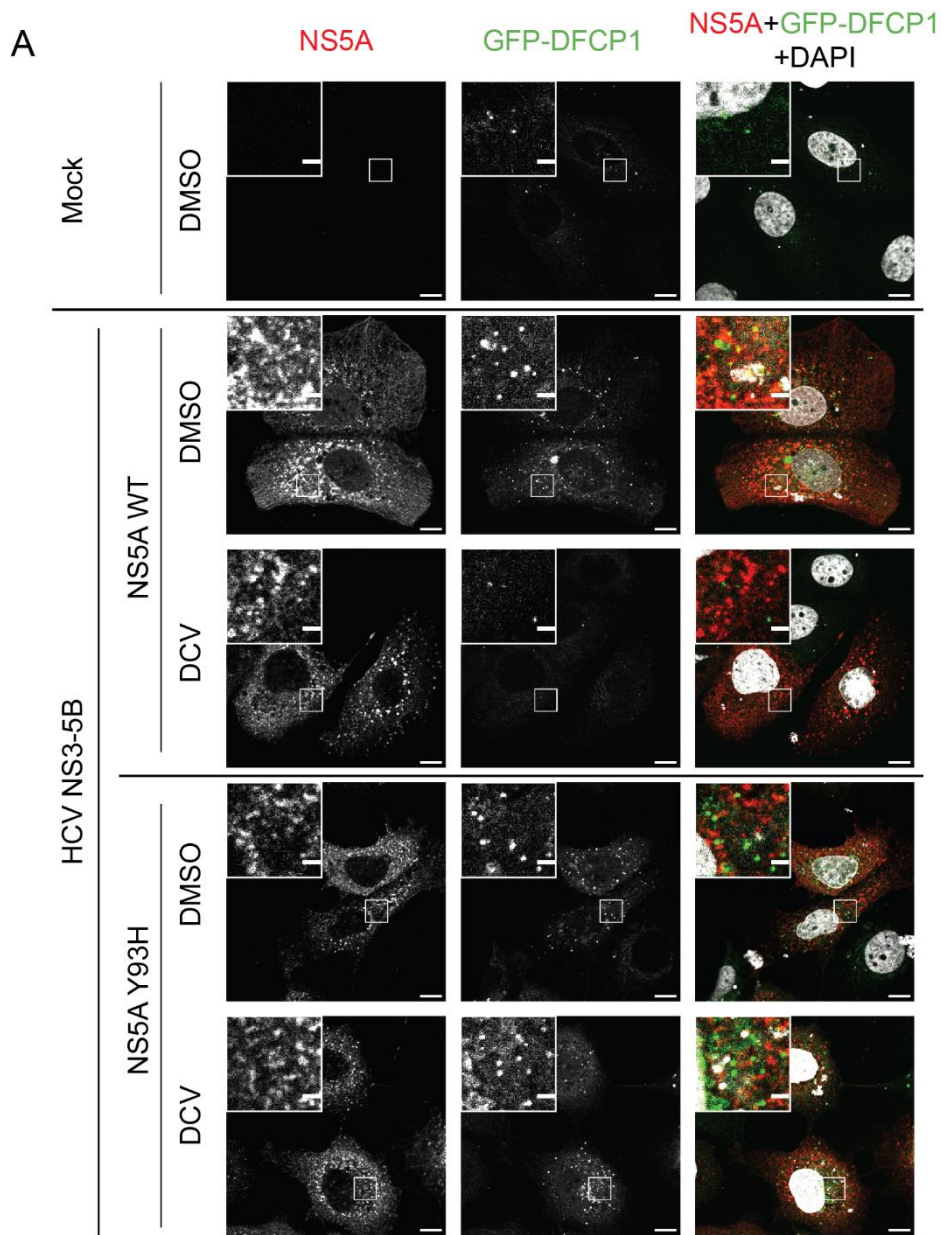 A
NS5A
GFP-DFCP1
NS5A+GFP-DFCP1
+DAPI
Mock
DMSO
HCV NS3-5B
NS5A WT
DMSO
DCV
NS5A Y93H
DMSO
DCV